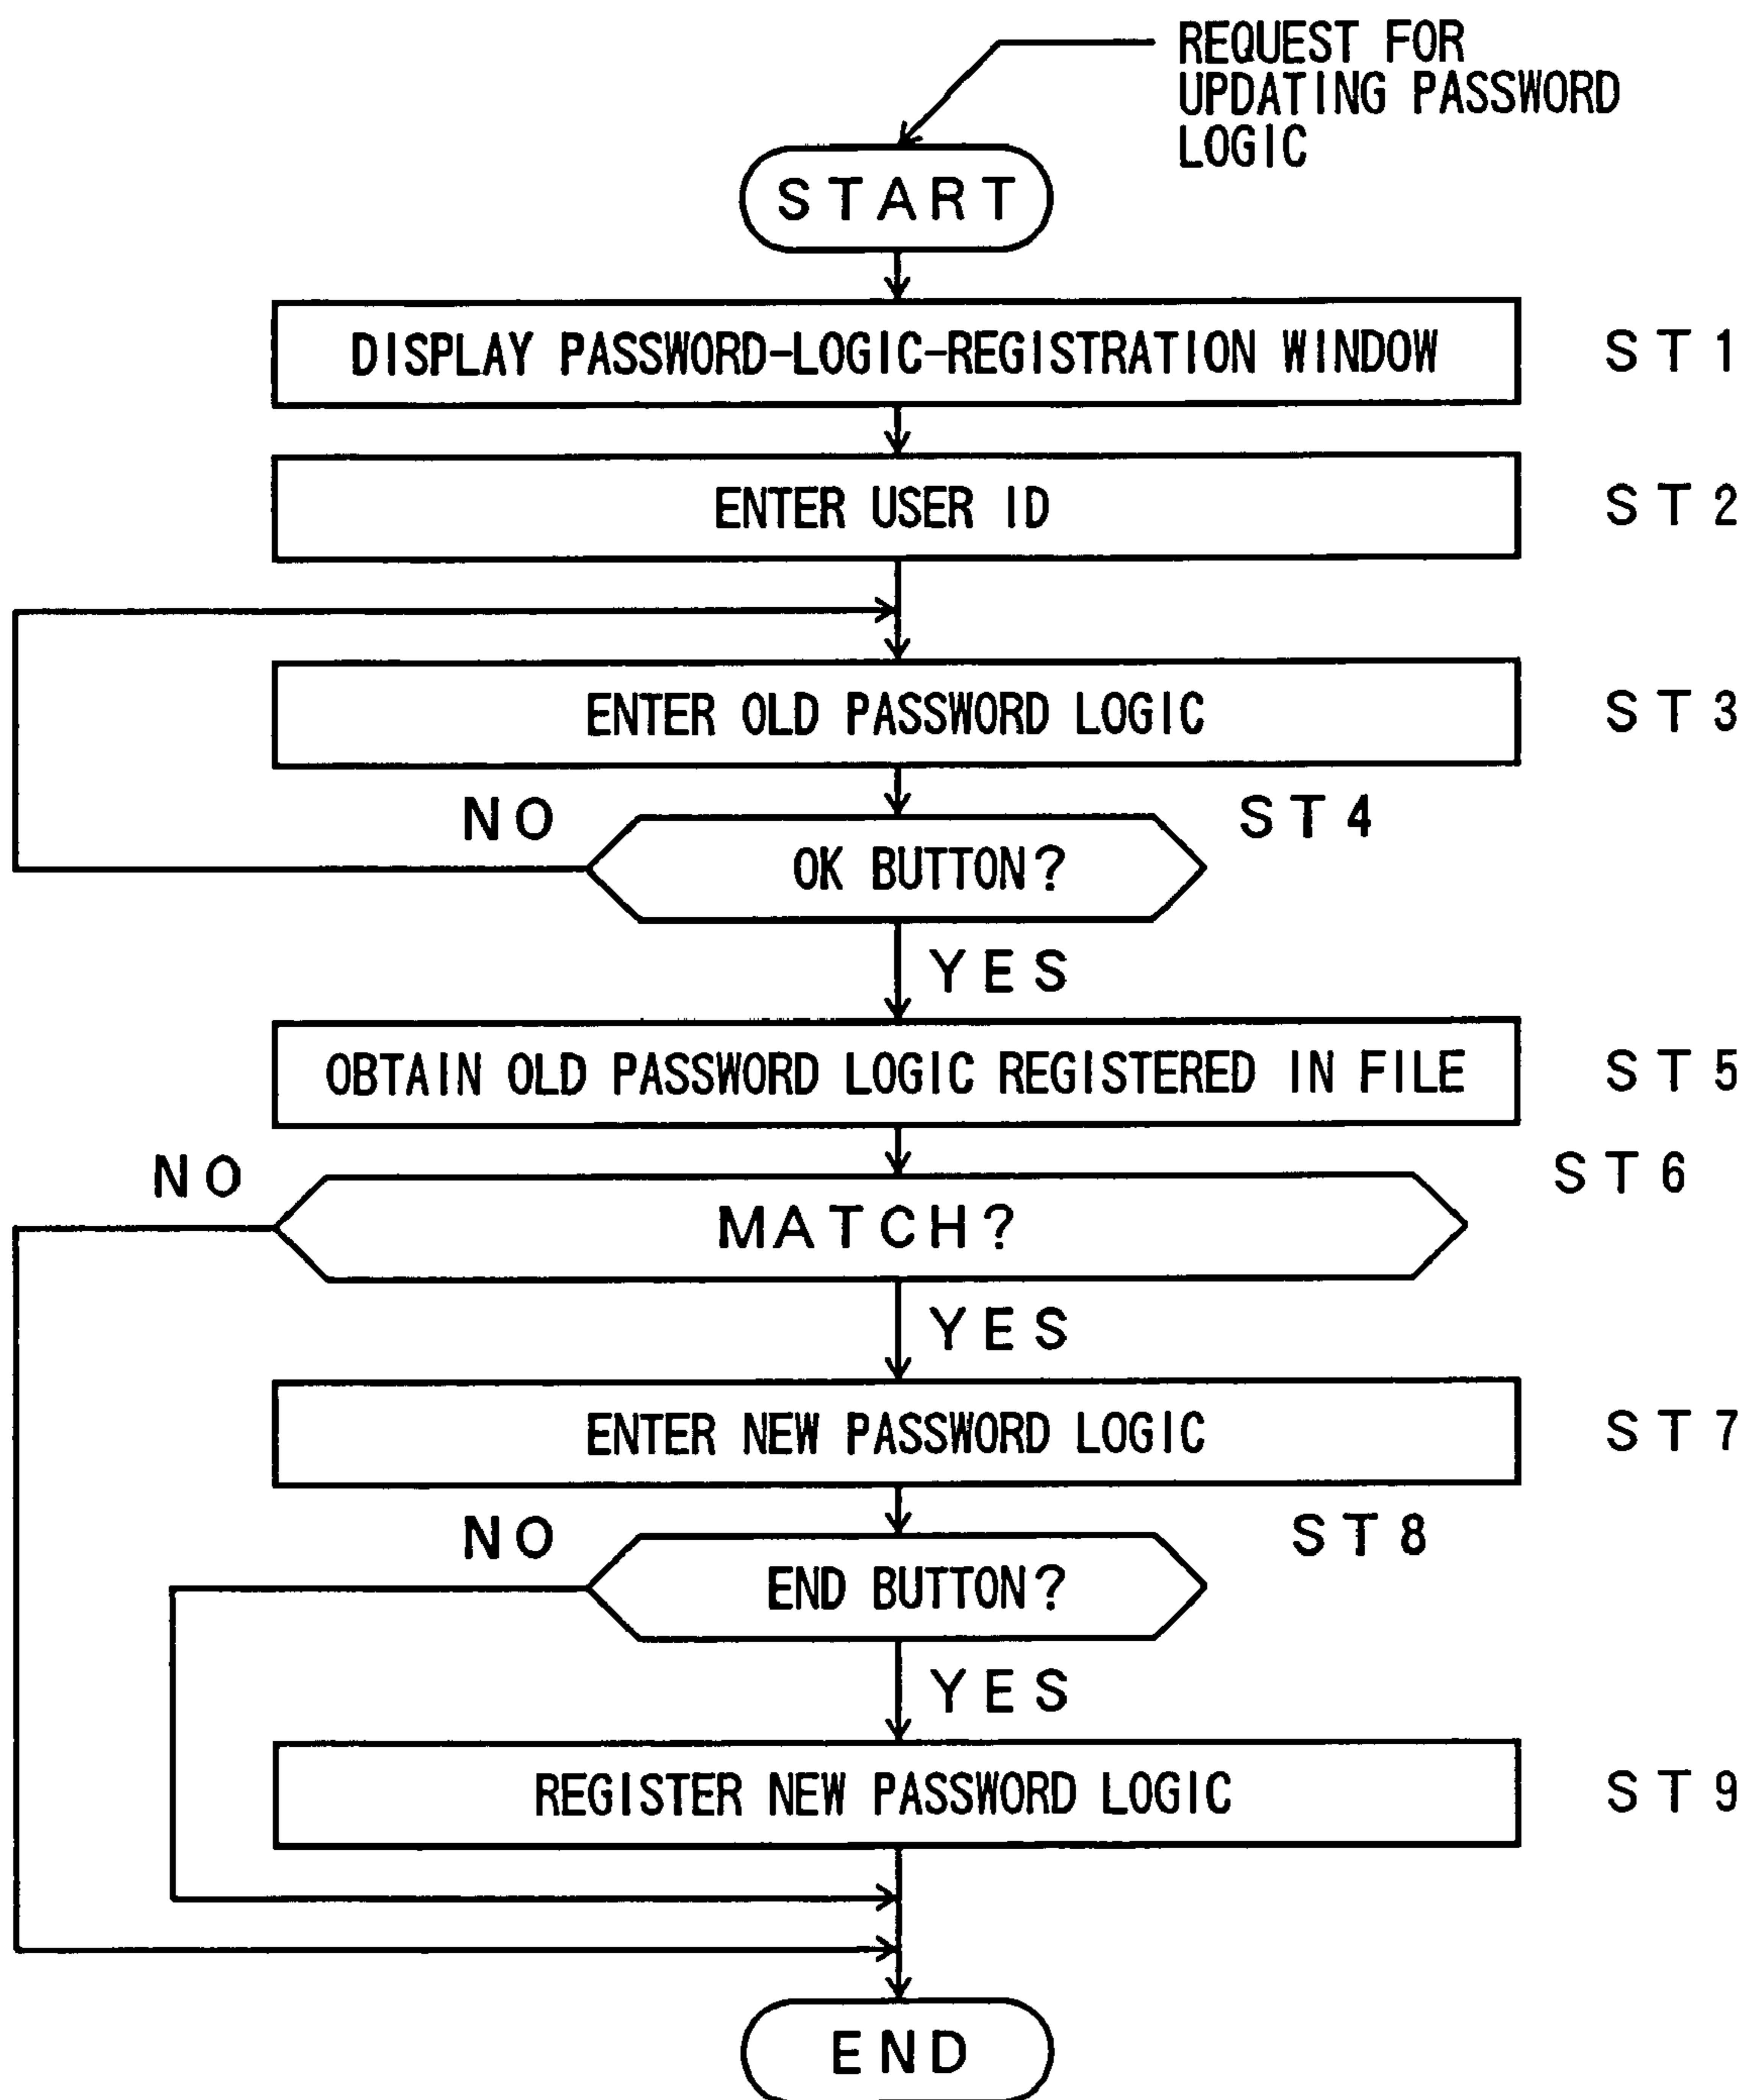 REQUEST FOR
UPDATING PASSWORD
LOGIC
START
DISPLAY PASSWORD-LOGIC-REGISTRATION WINDOW ST1
ENTER USER ID ST2
ENTER OLD PASSWORD LOGIC ST3
NO ST4
OK BUTTON?
YES
OBTAIN OLD PASSWORD LOGIC REGISTERED IN FILE ST5
NO ST6
MATCH?
YES
ENTER NEW PASSWORD LOGIC ST7
NO ST8
END BUTTON?
YES
REGISTER NEW PASSWORD LOGIC ST9
END